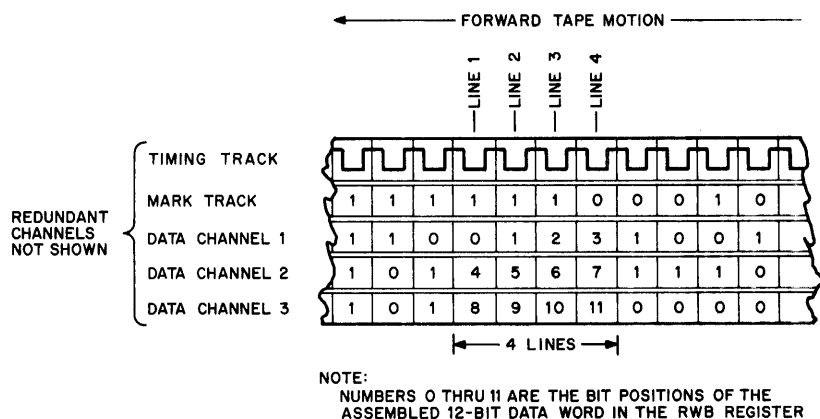 FORWARD TAPE MOTION
LINE 1
LINE 2
LINE 3
LINE 4
REDUNDANT
CHANNELS
NOT SHOWN
TIMING TRACK
MARK TRACK 1 1 1 1 1 1 0 0 0 1 0
DATA CHANNEL 1 1 1 0 0 1 2 3 1 0 0 1
DATA CHANNEL 2 1 0 1 4 5 6 7 1 1 1 0
DATA CHANNEL 3 1 0 1 8 9 10 11 0 0 0 0
4 LINES
NOTE:
NUMBERS 0 THRU 11 ARE THE BIT POSITIONS OF THE
ASSEMBLED 12-BIT DATA WORD IN THE RWB REGISTER